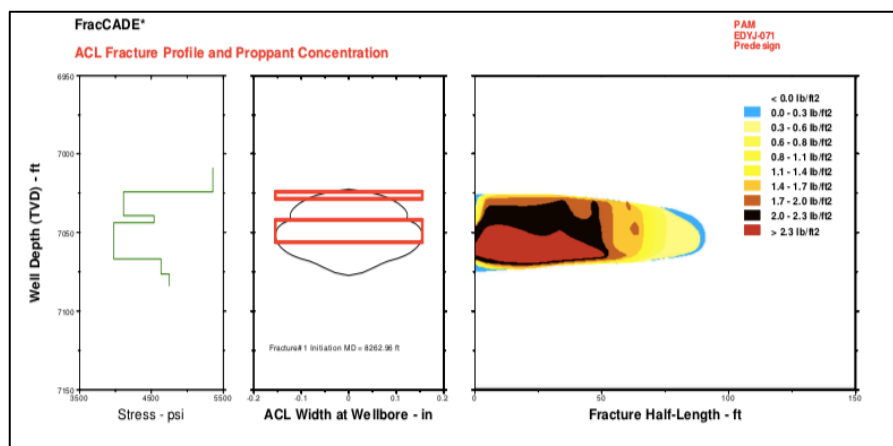 FracCADE*
ACL Fracture Profile and Proppant Concentration
PAM
EDYJ-071
Predesign
Well Depth (TVD) - ft
6950
7000
7050
7100
7150
3500
4500
5500
Stress - psi
Fracture#1 Initiation MD = 8262.96 ft
-0.2
-0.1
0
0.1
0.2
ACL Width at Wellbore - in
< 0.0 lb/ft2
0.0 - 0.3 lb/ft2
0.3 - 0.6 lb/ft2
0.6 - 0.8 lb/ft2
0.8 - 1.1 lb/ft2
1.1 - 1.4 lb/ft2
1.4 - 1.7 lb/ft2
1.7 - 2.0 lb/ft2
2.0 - 2.3 lb/ft2
> 2.3 lb/ft2
0
50
100
150
Fracture Half-Length - ft